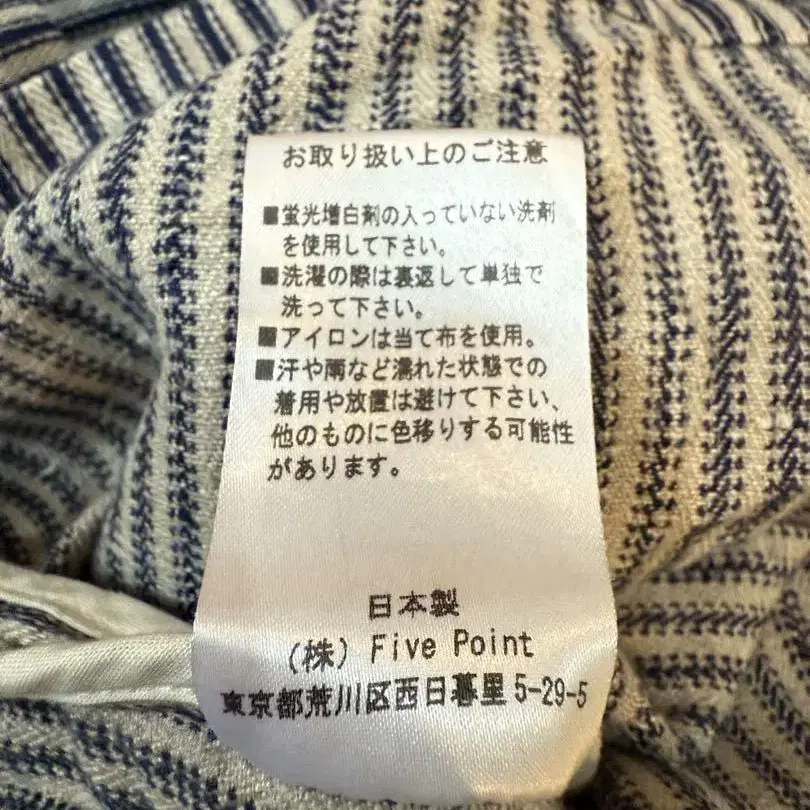 お取り扱い上のご注意
■蛍光増白剤の入っていない洗剤
を使用して下さい。
■洗濯の際は裏返して単独で
洗って下さい。
■アイロンは当て布を使用。
■汗や雨など濡れた状態での
着用や放置は避けて下さい、
他のものに色移りする可能性
があります。
日本製
(株) Five Point
東京都荒川区西日暮里5-29-5